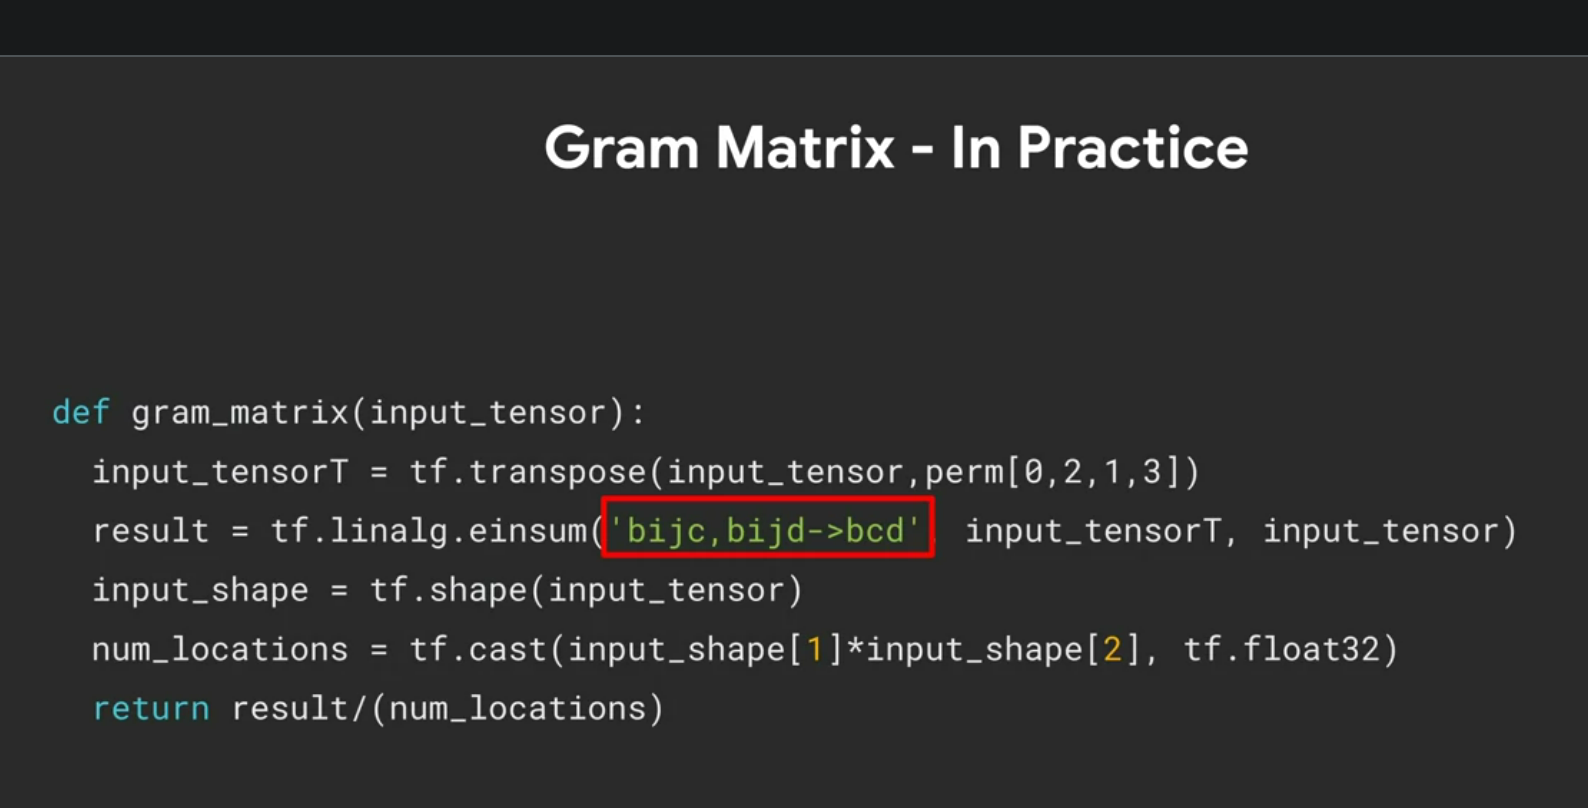 Gram Matrix - In Practice
def gram_matrix(input_tensor):
input_tensorT = tf.transpose(input_tensor,perm[0,2,1,3])
result = tf.linalg.einsum('bijc,bijd->bcd', input_tensorT, input_tensor)
input_shape = tf.shape(input_tensor)
num_locations = tf.cast(input_shape[1]*input_shape[2], tf.float32)
return result/(num_locations)